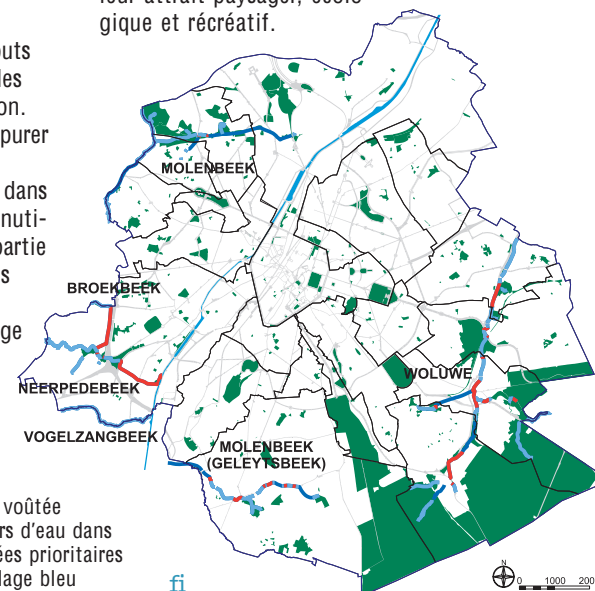 leur attrait paysager, écolo-
gique et récréatif.
outs
les
on.
purer
dans
nuti-
partie
s
ge
MOLENBEEK
BROEKBEEK
NEERPEDEBEEK
VOGELZANGBEEK
WOLUWE
MOLENBEEK
(GELEYTSBEEK)
voûtée
rs d'eau dans
ées prioritaires
lage bleu
fi
N
0 1000 200